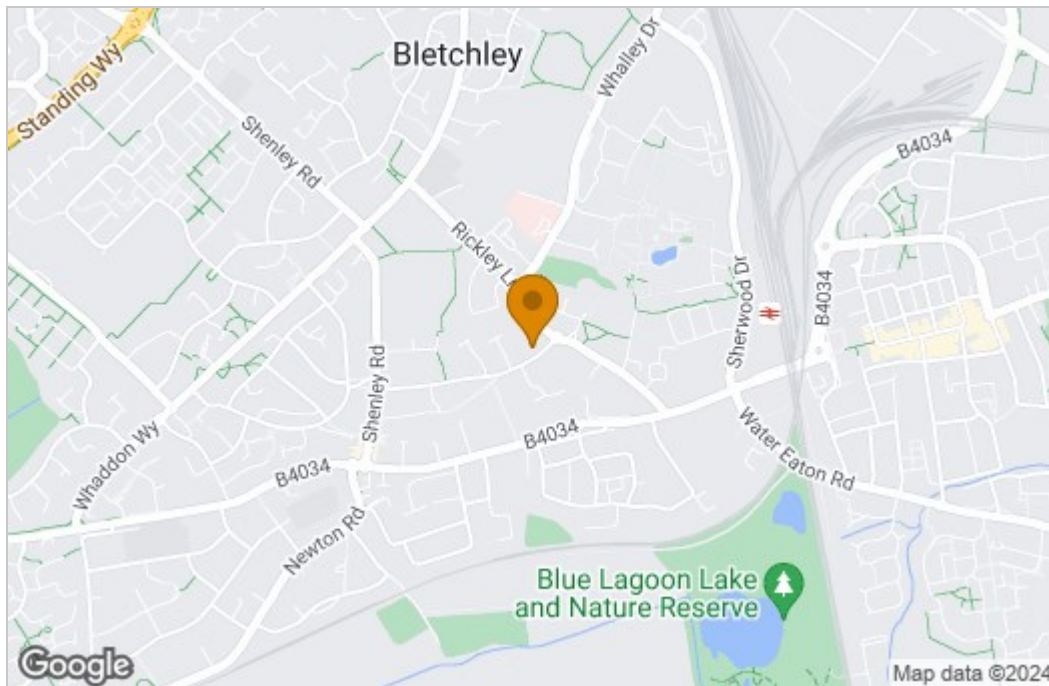 Bletchley
Whalley Dr
Standing Wy
Shenley Rd
B4034
Rickley L
Sherwood Dr
B4034
Shenley Rd
Whaddon Wy
B4034
B4034
Water Eaton Rd
Newton Rd
Blue Lagoon Lake
and Nature Reserve
Google
Map data ©2024